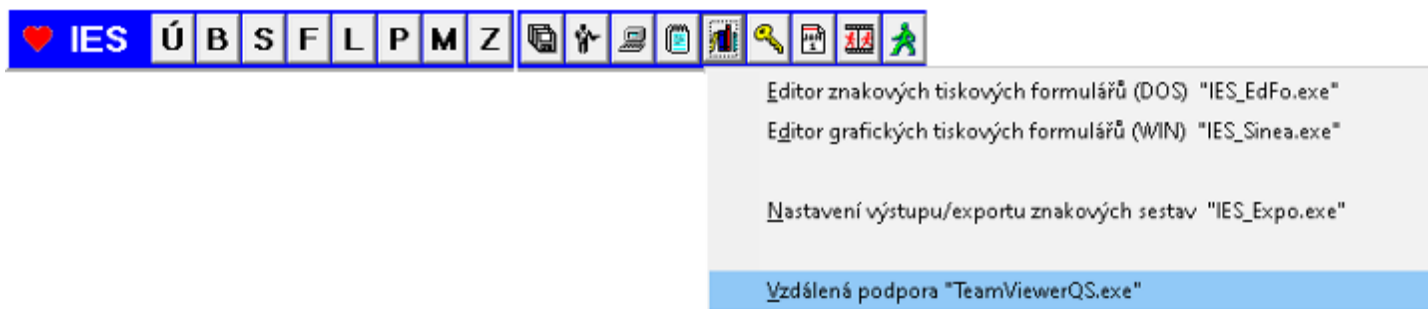 IES Ú B S F L P M Z
Editor znakových tiskových formulářů (DOS) "IES_EdFo.exe"
Editor grafických tiskových formulářů (WIN) "IES_Sinea.exe"
Nastavení výstupu/exportu znakových sestav "IES_Expo.exe"
Vzdálená podpora "TeamViewerQS.exe"